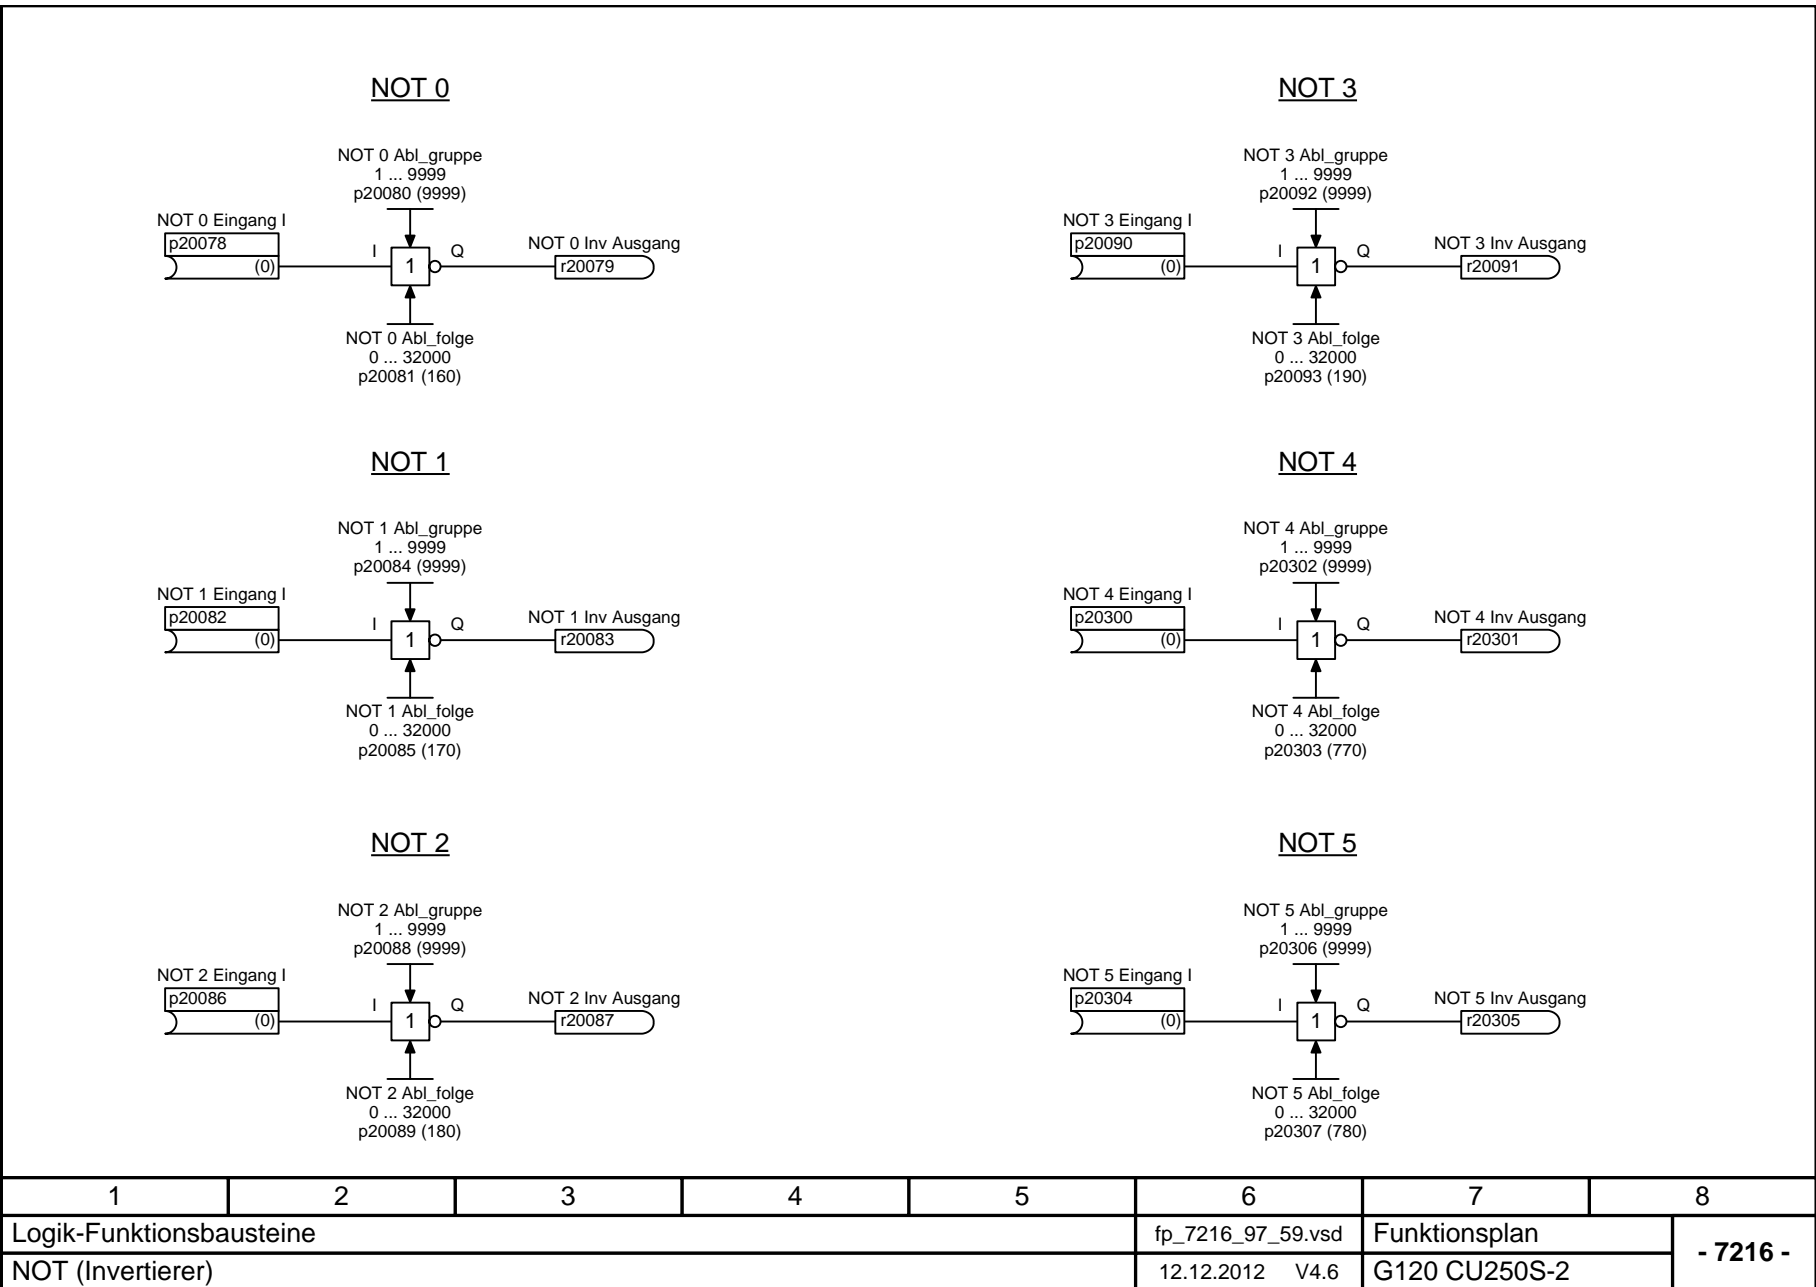 NOT 0
NOT 0 Abl_gruppe
1 ... 9999
p20080 (9999)
NOT 0 Eingang I
p20078
(0)
I
1
Q
NOT 0 Inv Ausgang
r20079
NOT 0 Abl_folge
0 ... 32000
p20081 (160)
NOT 1
NOT 1 Abl_gruppe
1 ... 9999
p20084 (9999)
NOT 1 Eingang I
p20082
(0)
I
1
Q
NOT 1 Inv Ausgang
r20083
NOT 1 Abl_folge
0 ... 32000
p20085 (170)
NOT 2
NOT 2 Abl_gruppe
1 ... 9999
p20088 (9999)
NOT 2 Eingang I
p20086
(0)
I
1
Q
NOT 2 Inv Ausgang
r20087
NOT 2 Abl_folge
0 ... 32000
p20089 (180)
NOT 3
NOT 3 Abl_gruppe
1 ... 9999
p20092 (9999)
NOT 3 Eingang I
p20090
(0)
I
1
Q
NOT 3 Inv Ausgang
r20091
NOT 3 Abl_folge
0 ... 32000
p20093 (190)
NOT 4
NOT 4 Abl_gruppe
1 ... 9999
p20302 (9999)
NOT 4 Eingang I
p20300
(0)
I
1
Q
NOT 4 Inv Ausgang
r20301
NOT 4 Abl_folge
0 ... 32000
p20303 (770)
NOT 5
NOT 5 Abl_gruppe
1 ... 9999
p20306 (9999)
NOT 5 Eingang I
p20304
(0)
I
1
Q
NOT 5 Inv Ausgang
r20305
NOT 5 Abl_folge
0 ... 32000
p20307 (780)
1 2 3 4 5 6 7 8
Logik-Funktionsbausteine fp_7216_97_59.vsd Funktionsplan
- 7216 -
NOT (Invertierer) 12.12.2012 V4.6 G120 CU250S-2